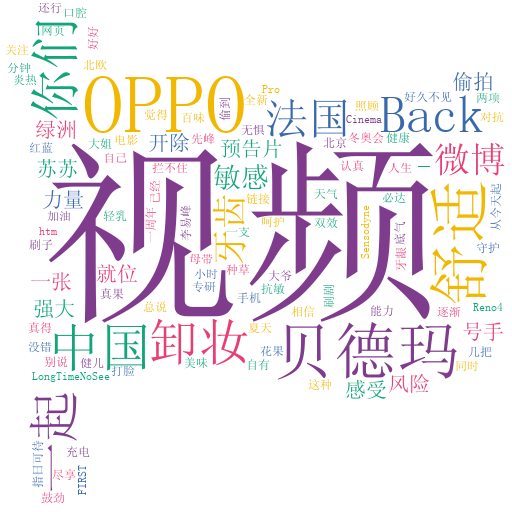 还行
口腔
关注
网页
好好
分钟
炎热
北欧
你们
OPPO
百味
偷到
Pro
全新
觉得
照顾
好久不见
偷拍
两项
法国
Back
Cinema
对抗
绿洲
红蓝
大姐
电影
开除
先峰
无惧
预告片
北京
冬奥会
健康
一
微博
苏苏
自己
拦不住
敏感
认真
人生
力量
加油
视频
轻乳
一周年
已经
李易峰
牙齿
链接
呵护
天气
双效
必达
舒适
从今天起
htm
刷子
支
Sensodyne
底气
牙龈
守护
一张
就位
母带
小时
种草
大爷
刷剧
真果
专研
抗敏
手机
相信
能力
逐渐
Reno4
强大
真得
总说
中国
卸妆
夏天
花果
贝德玛
号手
没错
别说
健儿
美味
自有
这种
几把
同时
LongTimeNoSee
打脸
感受
风险
一起
指日可待
充电
尽享
FIRST
鼓劲